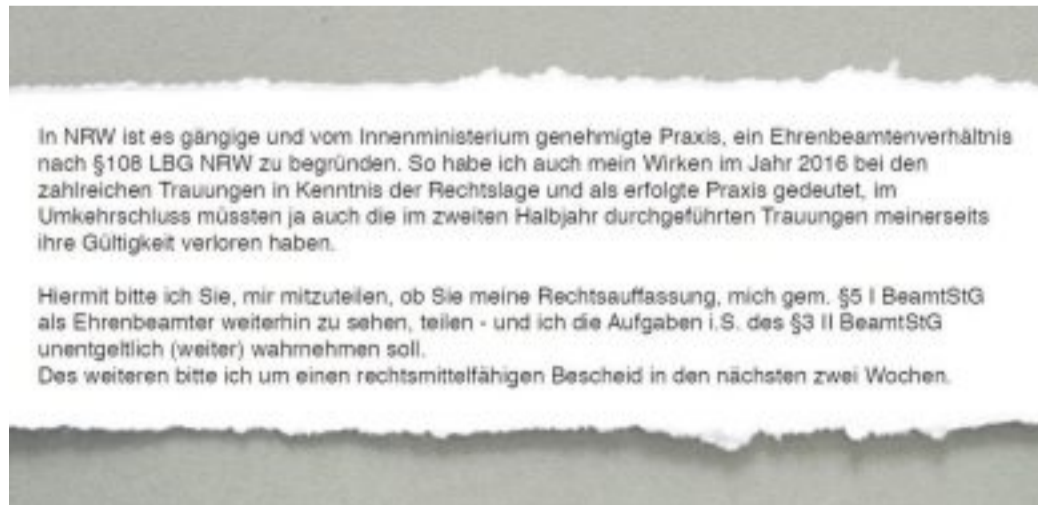 In NRW ist es gängige und vom Innenministerium genehmigte Praxis, ein Ehrenbeamtenverhältnis
nach §108 LBG NRW zu begründen. So habe ich auch mein Wirken im Jahr 2016 bei den
zahlreichen Trauungen in Kenntnis der Rechtslage und als erfolgte Praxis gedeutet, im
Umkehrschluss müssten ja auch die im zweiten Halbjahr durchgeführten Trauungen meinerseits
ihre Gültigkeit verloren haben.
Hiermit bitte ich Sie, mir mitzuteilen, ob Sie meine Rechtsauffassung, mich gem. §5 I BeamtStG
als Ehrenbeamter weiterhin zu sehen, teilen - und ich die Aufgaben i.S. des §3 II BeamtStG
unentgeltlich (weiter) wahrnehmen soll.
Des weiteren bitte ich um einen rechtsmittelfähigen Bescheid in den nächsten zwei Wochen.